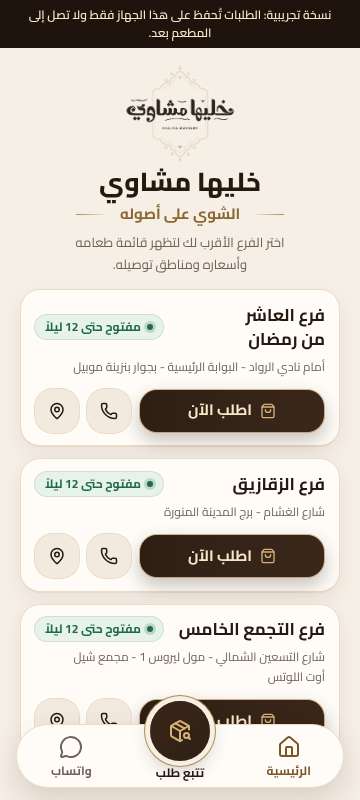 نسخة تجريبية: الطلبات تُحفظ على هذا الجهاز فقط ولا تصل إلى
المطعم بعد.
خليها مشاوي
خليها مشاوي
الشوي على أصوله
اختر الفرع الأقرب لك لتظهر قائمة طعامه
وأسعاره ومناطق توصيله.
فرع العاشر
من رمضان
مفتوح حتى 12 ليلاً
أمام نادي الرواد - البوابة الرئيسية - بجوار بنزينة موبيل
اطلب الآن
فرع الزقازيق
مفتوح حتى 12 ليلاً
شارع الغشام - برج المدينة المنورة
اطلب الآن
فرع التجمع الخامس
مفتوح حتى 12 ليلاً
شارع التسعين الشمالي - مول ليروس 1 - مجمع شيل
أوت اللوتس
الرئيسية
تتبع طلب
واتساب